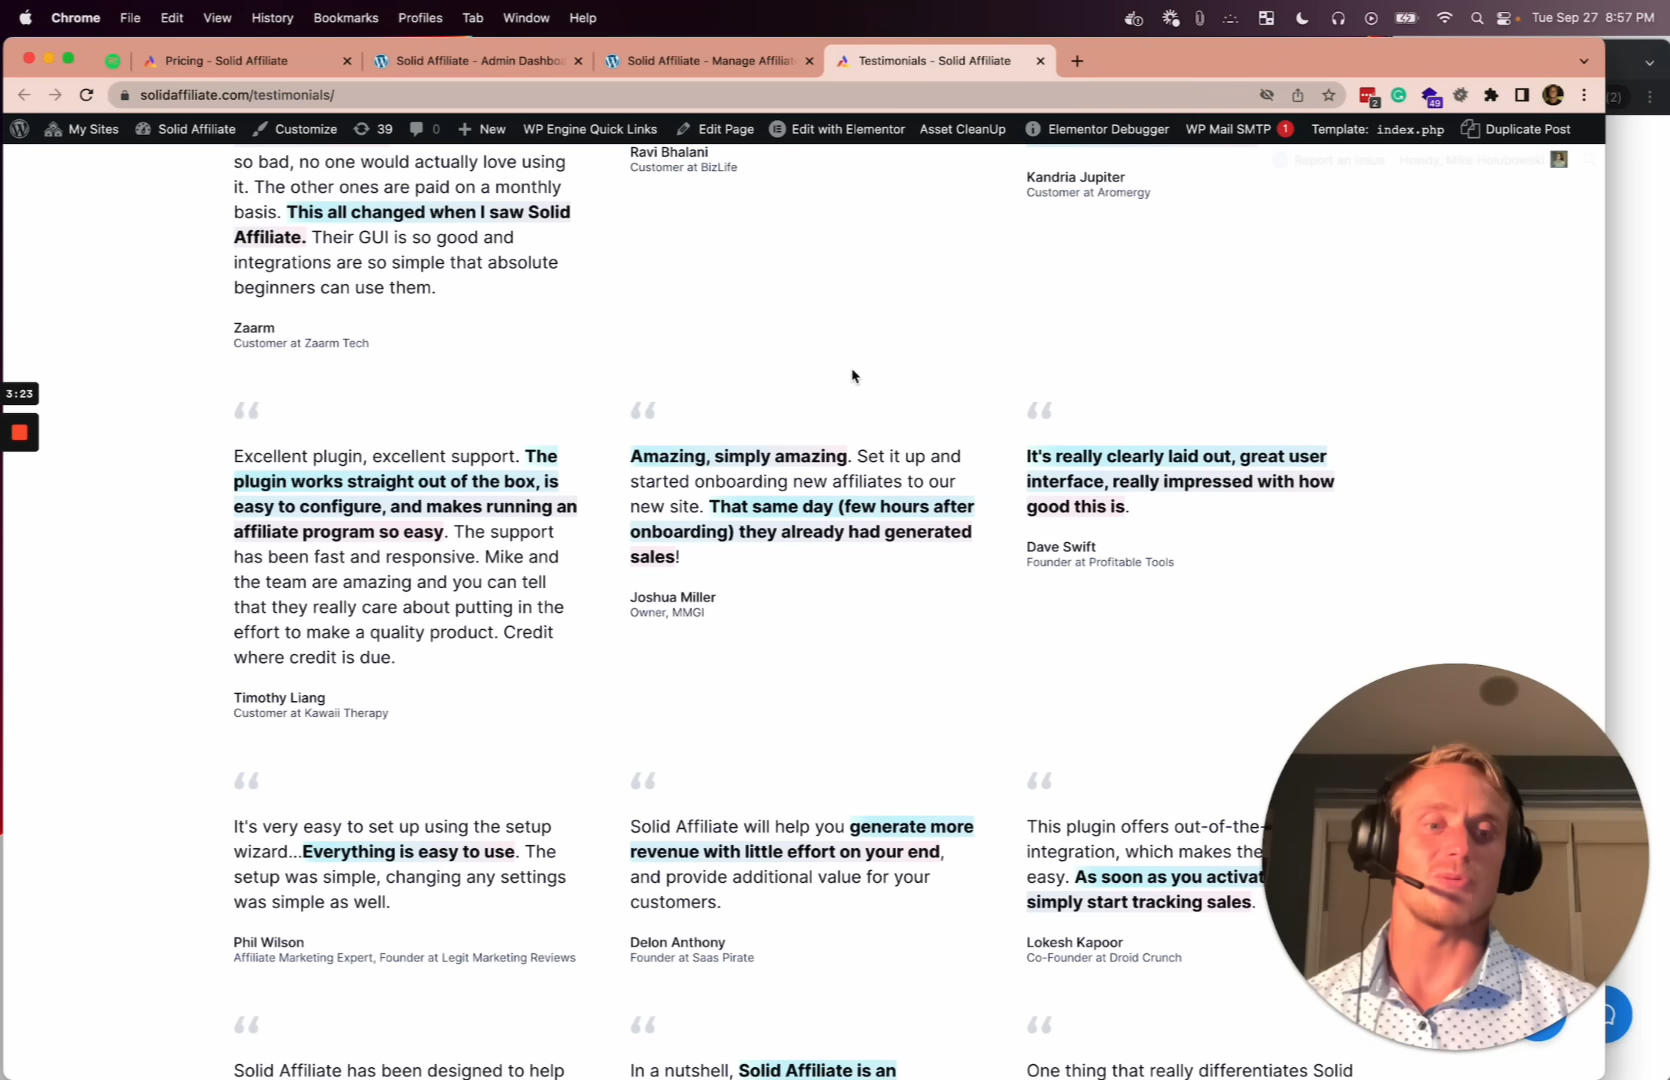 Chrome File Edit View History Bookmarks Profiles Tab Window Help Tue Sep 27 8:57 PM
Pricing - Solid Affiliate Solid Affiliate - Admin Dashbo Solid Affiliate - Manage Affiliat Testimonials - Solid Affiliate
solidaffiliate.com/testimonials/ 2 49 (2)
My Sites Solid Affiliate Customize 39 0 New WP Engine Quick Links Edit Page Edit with Elementor Asset CleanUp Elementor Debugger WP Mail SMTP 1 Template: index.php Duplicate Post
Report an issue Howdy, Mike Holubowski
so bad, no one would actually love using
it. The other ones are paid on a monthly
basis. This all changed when I saw Solid
Affiliate. Their GUI is so good and
integrations are so simple that absolute
beginners can use them.
Zaarm
Customer at Zaarm Tech
Ravi Bhalani
Customer at BizLife
Kandria Jupiter
Customer at Aromergy
3:23
“
Excellent plugin, excellent support. The
plugin works straight out of the box, is
easy to configure, and makes running an
affiliate program so easy. The support
has been fast and responsive. Mike and
the team are amazing and you can tell
that they really care about putting in the
effort to make a quality product. Credit
where credit is due.
Timothy Liang
Customer at Kawaii Therapy
“
Amazing, simply amazing. Set it up and
started onboarding new affiliates to our
new site. That same day (few hours after
onboarding) they already had generated
sales!
Joshua Miller
Owner, MMGI
“
It's really clearly laid out, great user
interface, really impressed with how
good this is.
Dave Swift
Founder at Profitable Tools
“
It's very easy to set up using the setup
wizard...Everything is easy to use. The
setup was simple, changing any settings
was simple as well.
Phil Wilson
Affiliate Marketing Expert, Founder at Legit Marketing Reviews
“
Solid Affiliate will help you generate more
revenue with little effort on your end,
and provide additional value for your
customers.
Delon Anthony
Founder at Saas Pirate
“
This plugin offers out-of-the-
integration, which makes the
easy. As soon as you activat
simply start tracking sales.
Lokesh Kapoor
Co-Founder at Droid Crunch
“
Solid Affiliate has been designed to help
“
In a nutshell, Solid Affiliate is an
“
One thing that really differentiates Solid